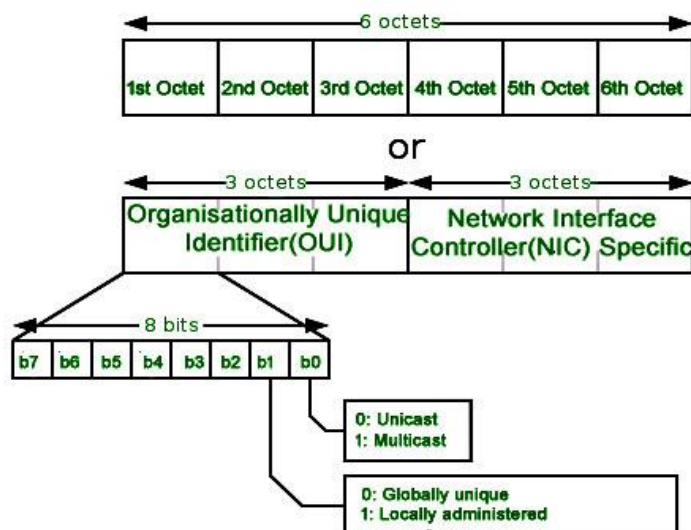 6 octets
1st Octet 2nd Octet 3rd Octet 4th Octet 5th Octet 6th Octet
or
3 octets 3 octets
Organisationally Unique
Identifier(OUI)
Network Interface
Controller(NIC) Specific
8 bits
b7 b6 b5 b4 b3 b2 b1 b0
0: Unicast
1: Multicast
0: Globally unique
1: Locally administered